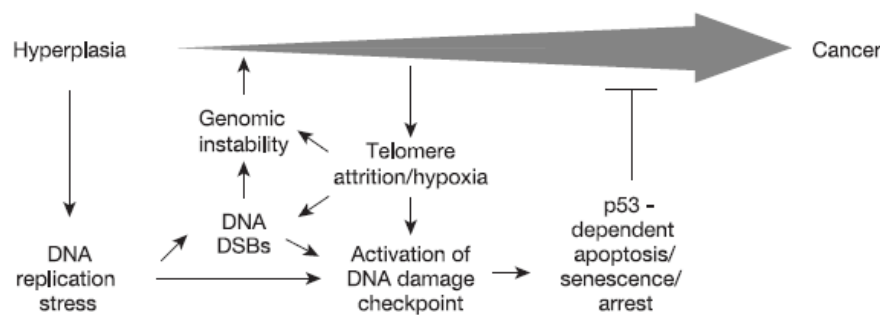 Hyperplasia
Cancer
Genomic
instability
Telomere
attrition/hypoxia
DNA
DSBs
p53 -
dependent
apoptosis/
senescence/
arrest
DNA
replication
stress
Activation of
DNA damage
checkpoint